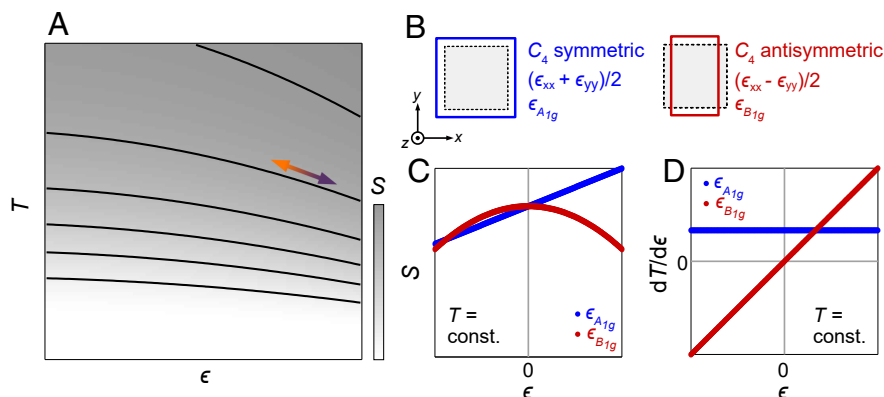 A
T
ϵ
S
B
y
z
x
C₄ symmetric
(ϵxx + ϵyy)/2
ϵA1g
C₄ antisymmetric
(ϵxx - ϵyy)/2
ϵB1g
C
S
T =
const.
ϵA1g
ϵB1g
0
ϵ
D
ϵA1g
ϵB1g
dT/dϵ
0
T =
const.
0
ϵ